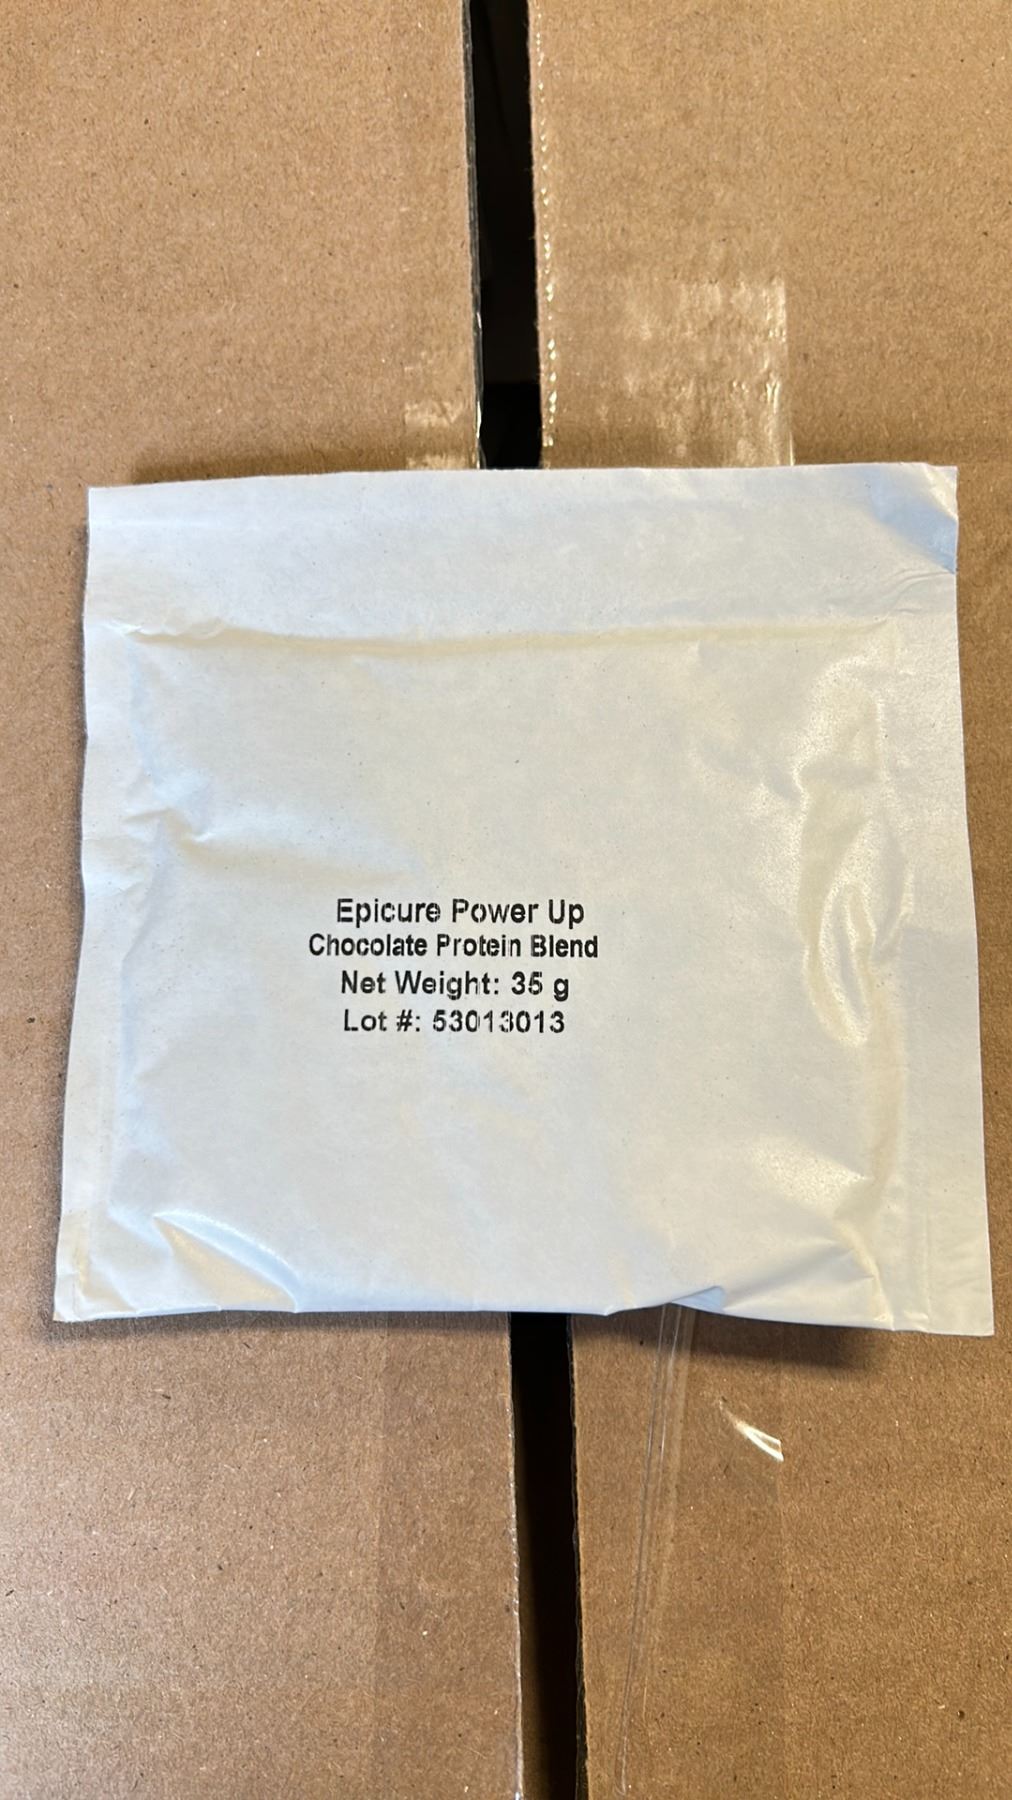 Epicure Power Up
Chocolate Protein Blend
Net Weight: 35 g
Lot #: 53013013